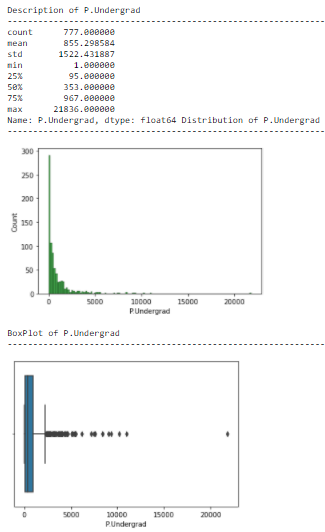 Description of P.Undergrad
----------------------------------------------------------------
count 777.000000
mean 855.298584
std 1522.431887
min 1.000000
25% 95.000000
50% 353.000000
75% 967.000000
max 21836.000000
Name: P.Undergrad, dtype: float64 Distribution of P.Undergrad
----------------------------------------------------------------
300
250
200
150
100
50
0
Count
0 5000 10000 15000 20000
P.Undergrad
BoxPlot of P.Undergrad
----------------------------------------------------------------
0 5000 10000 15000 20000
P.Undergrad